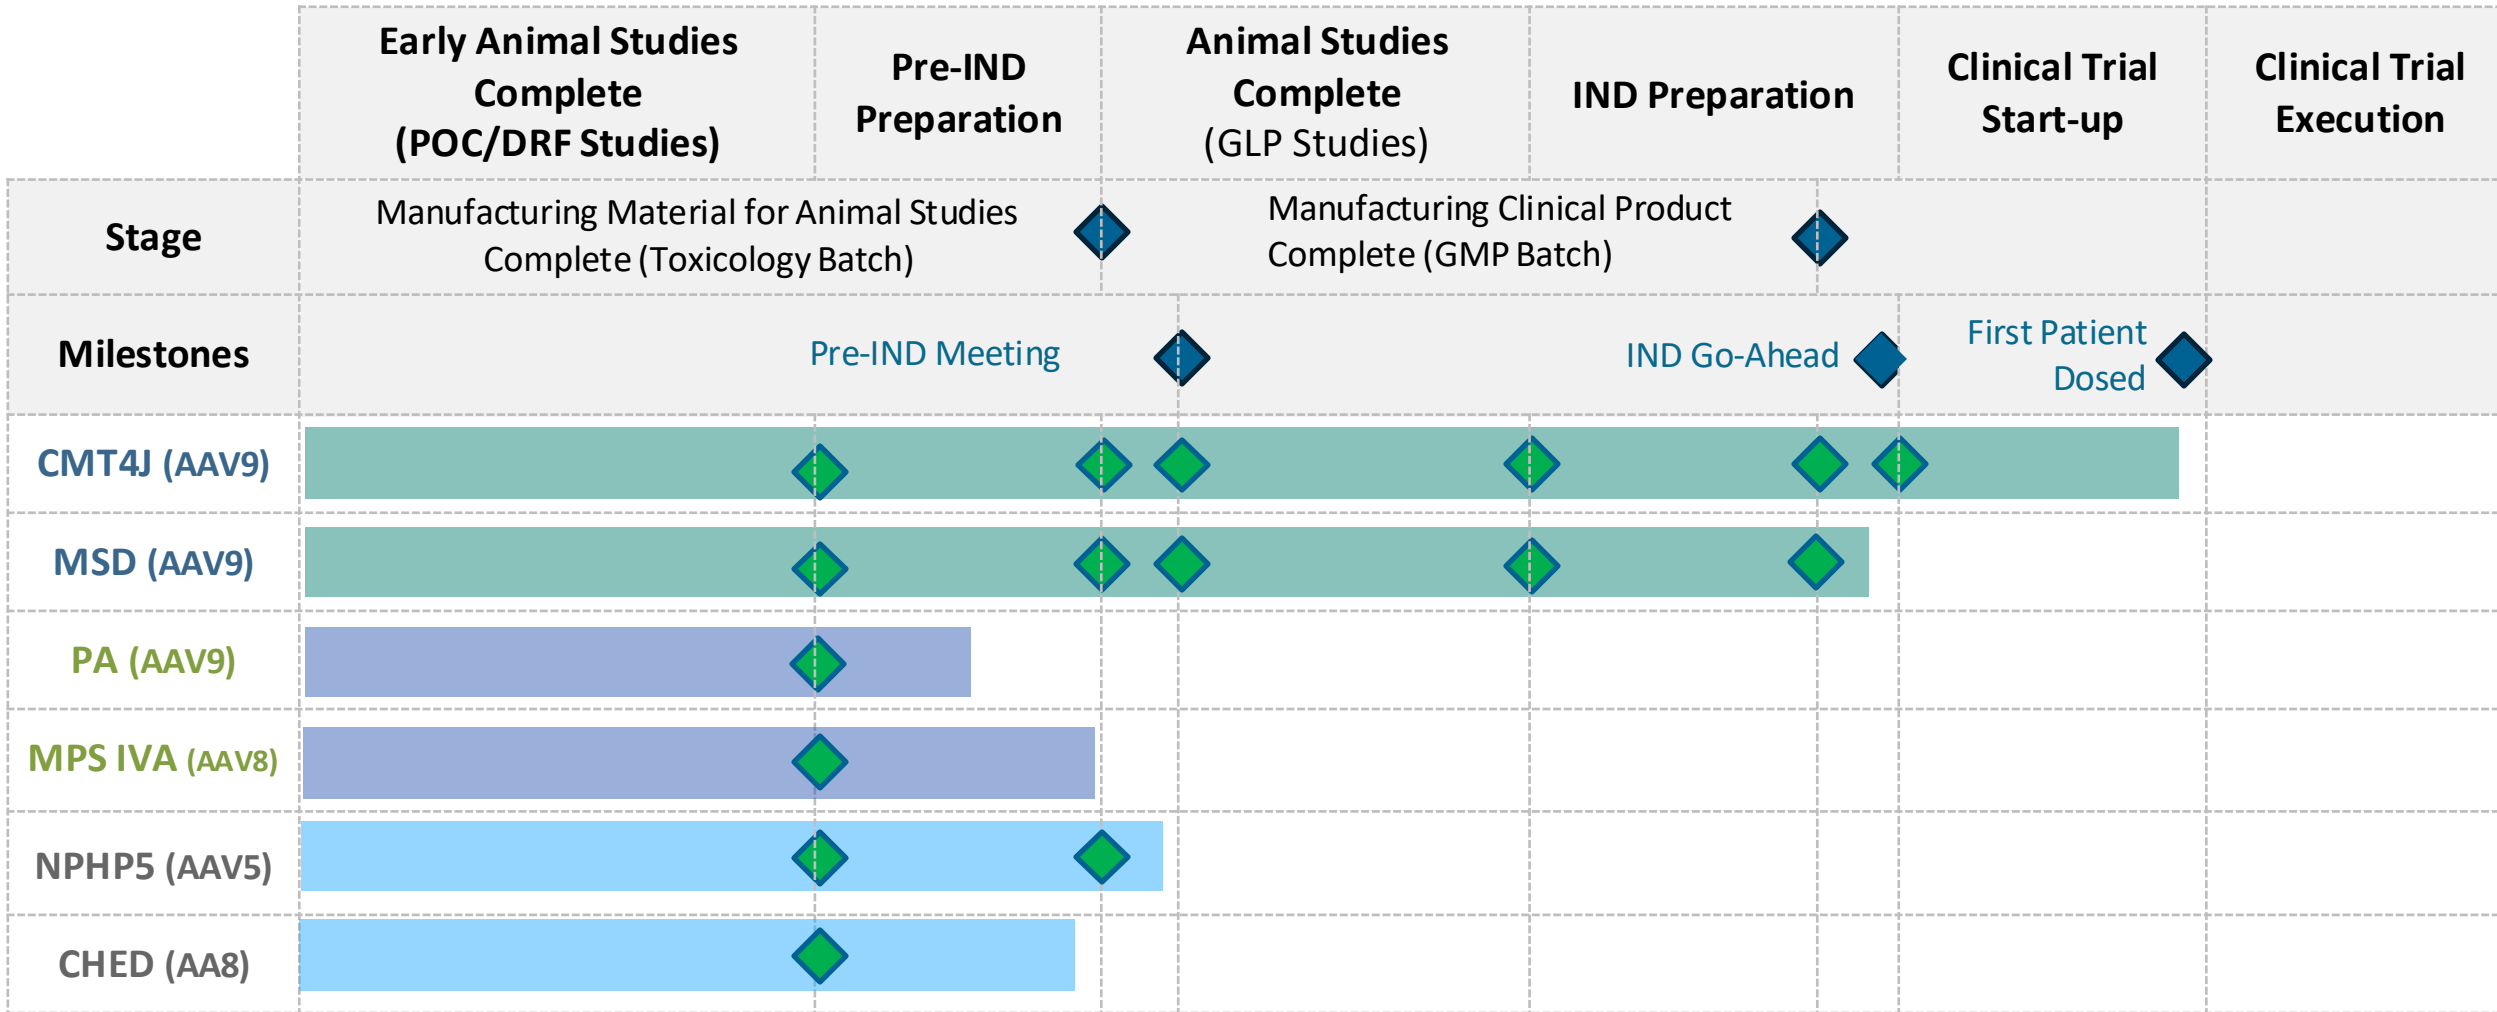 Early Animal Studies
Complete
(POC/DRF Studies)
Pre-IND
Preparation
Animal Studies
Complete
(GLP Studies)
IND Preparation
Clinical Trial
Start-up
Clinical Trial
Execution
Stage
Manufacturing Material for Animal Studies
Complete (Toxicology Batch)
Manufacturing Clinical Product
Complete (GMP Batch)
Milestones
Pre-IND Meeting
IND Go-Ahead
First Patient
Dosed
CMT4J (AAV9)
MSD (AAV9)
PA (AAV9)
MPS IVA (AAV8)
NPHP5 (AAV5)
CHED (AA8)